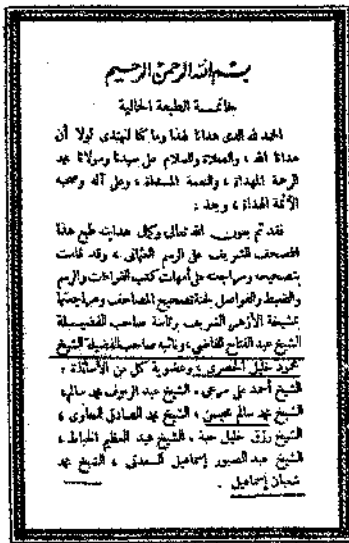 بسم الله الرحمن الرحيم
خاتمة الطبعة الحالية
الحمد لله الذي هدانا لهذا وما كنا لنهتدي لولا أن
هدانا الله ، والصلاة والسلام على سيدنا ومولانا محمد
الرحمة المهداة ، والنعمة المسداة ، وعلى آله وصحبه
الأئمة الهداة ، وبعد :
فقد تم بعون الله تعالى وكمال هدايته طبع هذا
المصحف الشريف على الرسم العثماني ، وقد قامت
بتصحيحه ومراجعته على أمهات كتب القراءات والرسم
والضبط والفواصل لجنة تصحيح المصاحف ومراجعتها
بمشيخة الأزهر الشريف برئاسة صاحب الفضيلة
الشيخ عبد الفتاح القاضي ، ونائبه صاحب الفضيلة الشيخ
محمود خليل الحصري ، وعضوية كل من الأساتذة :
الشيخ أحمد علي مرعي ، الشيخ عبد الرءوف محمد سالم ،
الشيخ محمد سالم محيسن ، الشيخ محمد الصادق قمحاوي ،
الشيخ رزق خليل حبة ، الشيخ عبد العظيم الخياط ،
الشيخ عبد الصبور إسماعيل السعدني ، الشيخ محمد
شعبان إسماعيل .